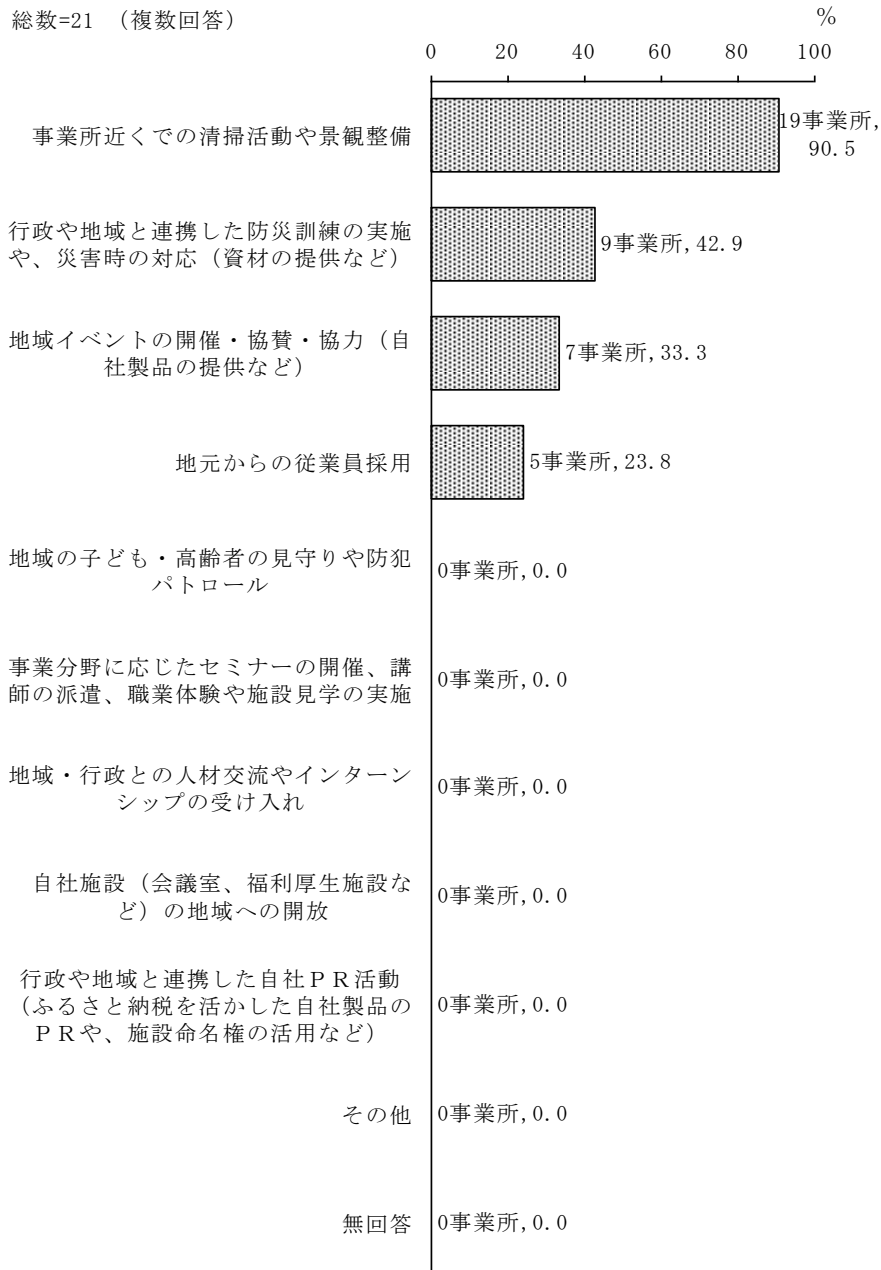 総数=21 （複数回答）
%
0 20 40 60 80 100
事業所近くでの清掃活動や景観整備
19事業所,
90.5
行政や地域と連携した防災訓練の実施
や、災害時の対応（資材の提供など）
9事業所,42.9
地域イベントの開催・協賛・協力（自
社製品の提供など）
7事業所,33.3
地元からの従業員採用
5事業所,23.8
地域の子ども・高齢者の見守りや防犯
パトロール
0事業所,0.0
事業分野に応じたセミナーの開催、講
師の派遣、職業体験や施設見学の実施
0事業所,0.0
地域・行政との人材交流やインターン
シップの受け入れ
0事業所,0.0
自社施設（会議室、福利厚生施設な
ど）の地域への開放
0事業所,0.0
行政や地域と連携した自社ＰＲ活動
（ふるさと納税を活かした自社製品の
ＰＲや、施設命名権の活用など）
0事業所,0.0
その他
0事業所,0.0
無回答
0事業所,0.0